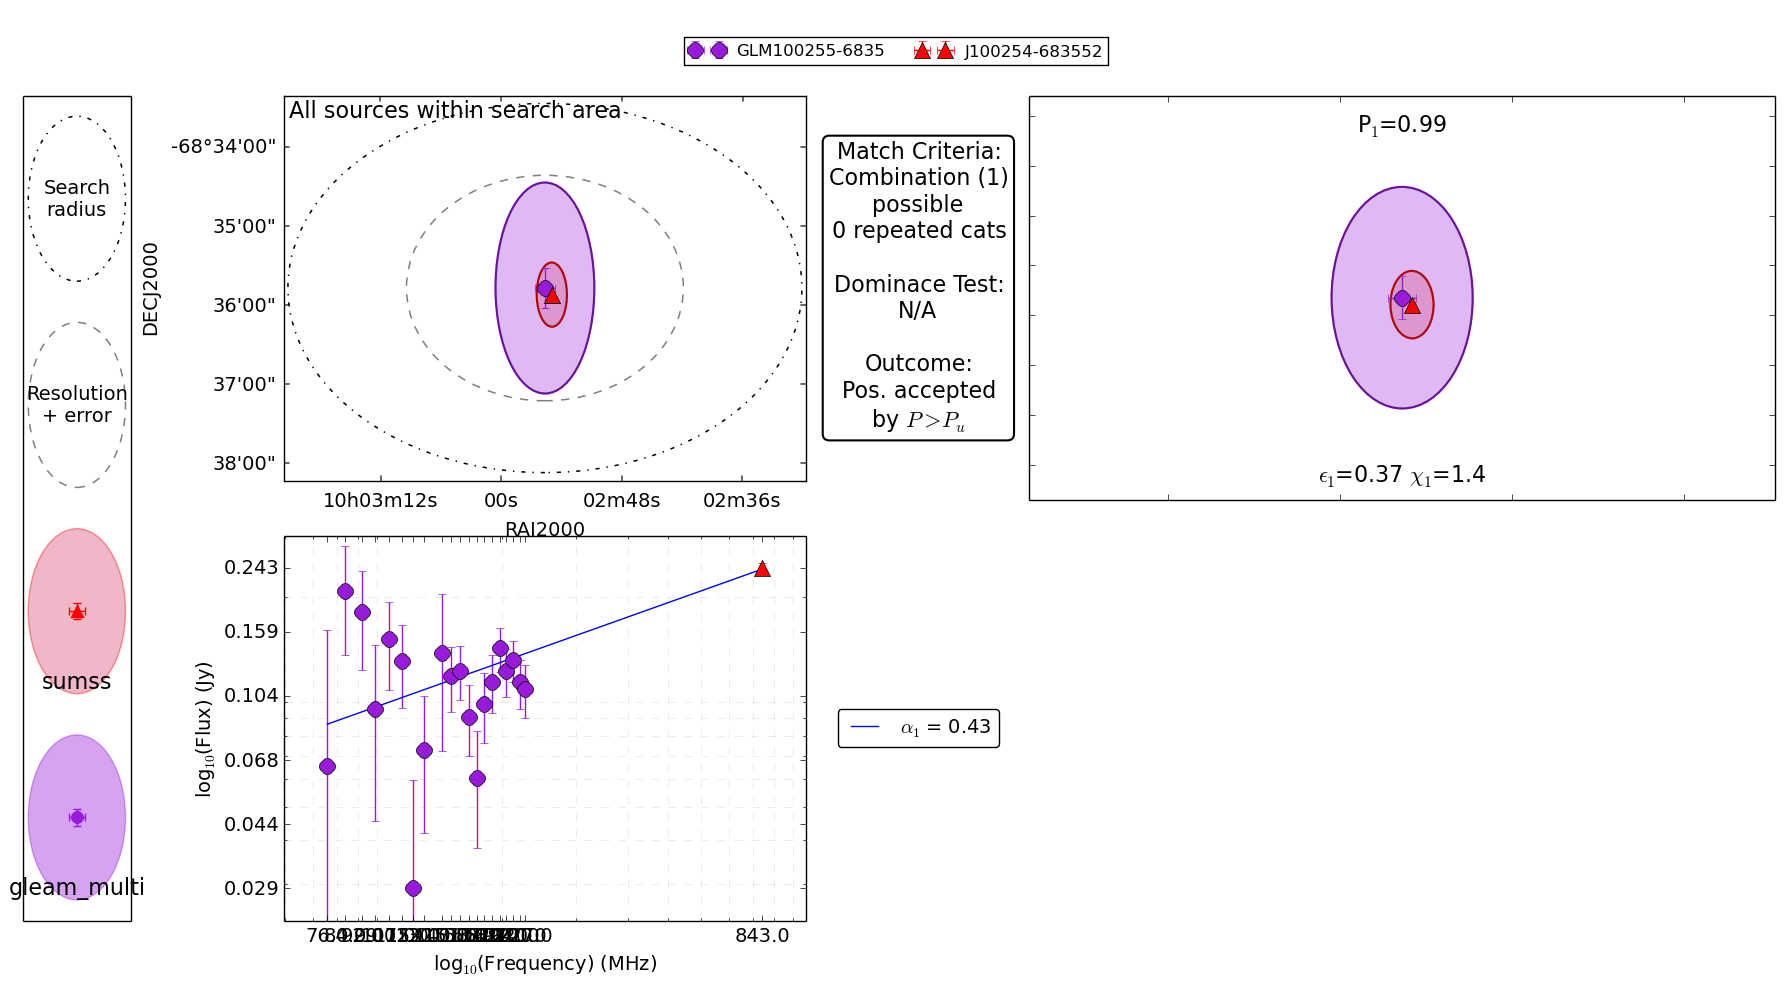 GLM100255-6835 J100254-683552
Search
radius
Resolution
+ error
sumss
gleam_multi
All sources within search area
DECJ2000
-68°34'00"
35'00"
36'00"
37'00"
38'00"
10h03m12s 00s 02m48s 02m36s
RAJ2000
Match Criteria:
Combination (1)
possible
0 repeated cats
Dominace Test:
N/A
Outcome:
Pos. accepted
by P>Pᵤ
P₁=0.99
ϵ₁=0.37 χ₁=1.4
log₁₀(Flux) (Jy)
0.243
0.159
0.104
0.068
0.044
0.029
843.0
log₁₀(Frequency) (MHz)
α₁ = 0.43